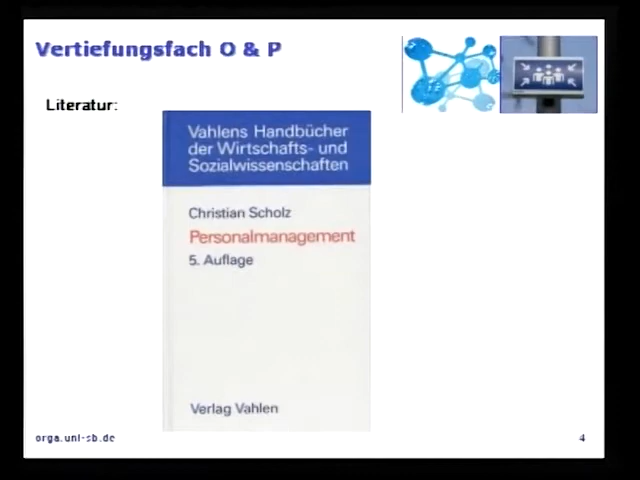 Vertiefungsfach O & P
Literatur:
Vahlens Handbücher
der Wirtschafts- und
Sozialwissenschaften
Christian Scholz
Personalmanagement
5. Auflage
Verlag Vahlen
orga.uni-sb.de
4